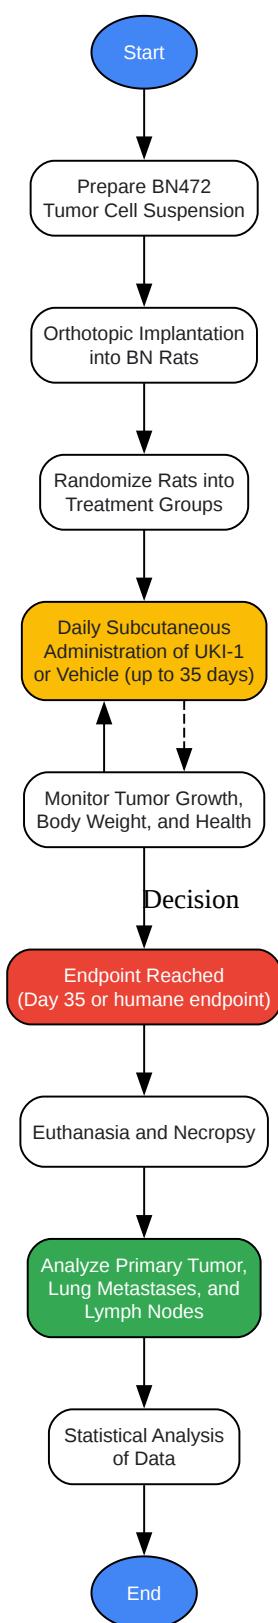 Start
Prepare BN472
Tumor Cell Suspension
Orthotopic Implantation
into BN Rats
Randomize Rats into
Treatment Groups
Daily Subcutaneous
Administration of UKI-1
or Vehicle (up to 35 days)
Monitor Tumor Growth,
Body Weight, and Health
Decision
Endpoint Reached
(Day 35 or humane endpoint)
Euthanasia and Necropsy
Analyze Primary Tumor,
Lung Metastases, and
Lymph Nodes
Statistical Analysis
of Data
End